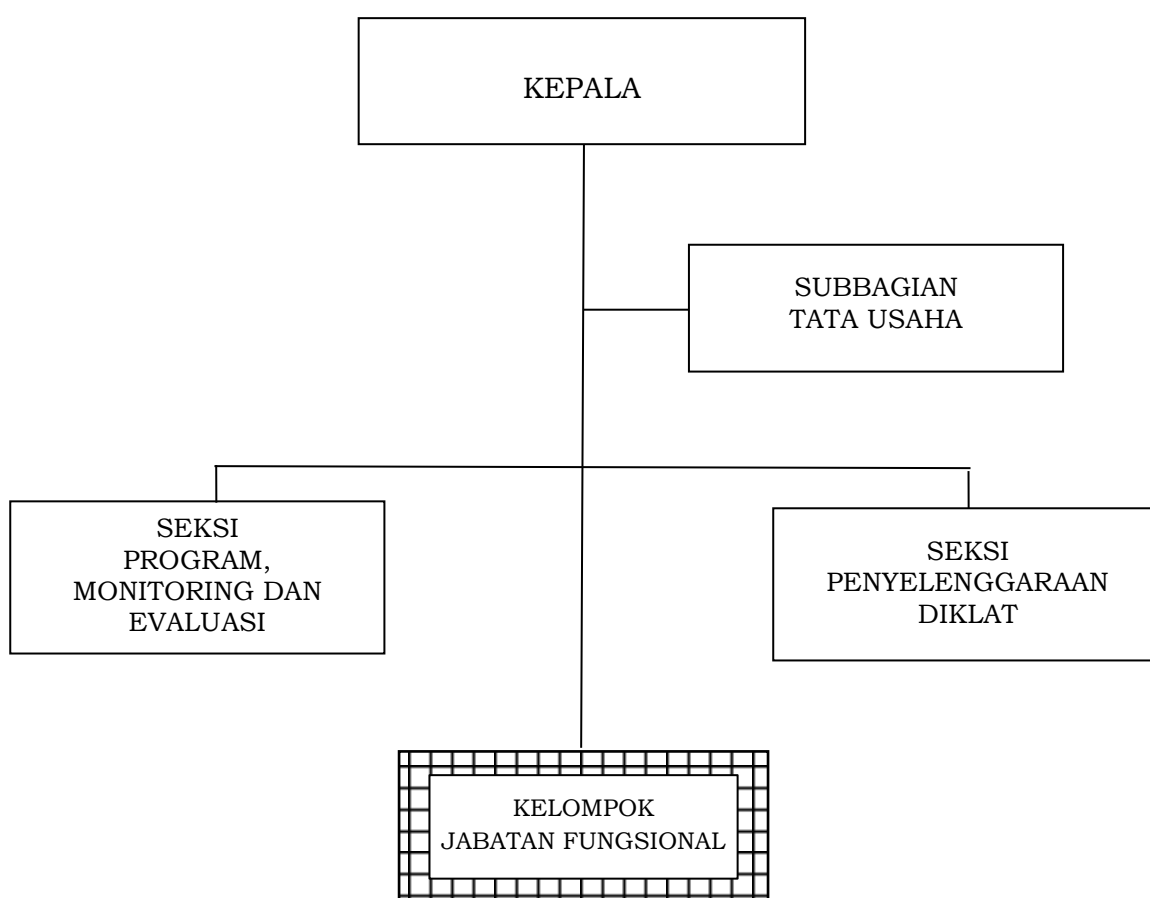 KEPALA
SUBBAGIAN
TATA USAHA
SEKSI
PROGRAM,
MONITORING DAN
EVALUASI
SEKSI
PENYELENGGARAAN
DIKLAT
KELOMPOK
JABATAN FUNGSIONAL